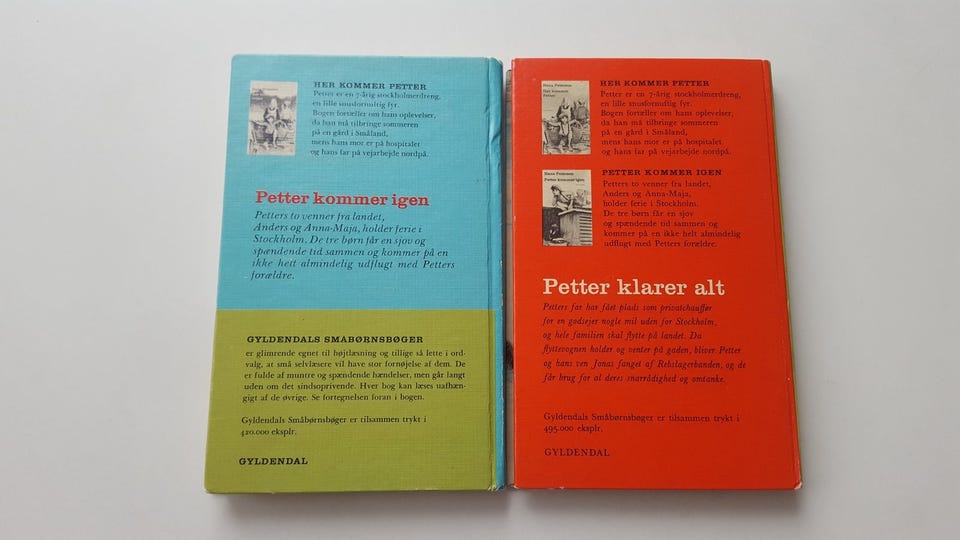 HER KOMMER PETTER
Petter er en 7-årig stockholmerdreng,
en lille snusfornuftig fyr.
Bogen fortæller om hans oplevelser,
da han må tilbringe sommeren
på en gård i Småland,
mens hans mor er på hospitalet
og hans far på vejarbejde nordpå.
Petter kommer igen
Petters to venner fra landet,
Anders og Anna-Maja, holder ferie i
Stockholm. De tre børn får en sjov og
spændende tid sammen og kommer på en
ikke helt almindelig udflugt med Petters
forældre.
GYLDENDALS SMÅBØRNSBØGER
er glimrende egnet til højtlæsning og tillige så lette i ord-
valg, at små selvlæsere vil have stor fornøjelse af dem. De
er fulde af muntre og spændende hændelser, men går langt
uden om det sindsoprivende. Hver bog kan læses uafhæn-
gigt af de øvrige. Se fortegnelsen foran i bogen.
Gyldendals Småbørnsbøger er tilsammen trykt i
420.000 eksplr.
GYLDENDAL
Hans Peterson
Her kommer
Petter
HER KOMMER PETTER
Petter er en 7-årig stockholmerdreng,
en lille snusfornuftig fyr.
Bogen fortæller om hans oplevelser,
da han må tilbringe sommeren
på en gård i Småland,
mens hans mor er på hospitalet
og hans far på vejarbejde nordpå.
Hans Peterson
Petter kommer igen
PETTER KOMMER IGEN
Petters to venner fra landet,
Anders og Anna-Maja,
holder ferie i Stockholm.
De tre børn får en sjov
og spændende tid sammen og
kommer på en ikke helt almindelig
udflugt med Petters forældre.
Petter klarer alt
Petters far har fået plads som privatchauffør
for en godsejer nogle mil uden for Stockholm,
og hele familien skal flytte på landet. Da
flyttevognen holder og venter på gaden, bliver Petter
og hans ven Jonas fanget af Rebslagerbanden, og de
får brug for al deres snarrådighed og omtanke.
Gyldendals Småbørnsbøger er tilsammen trykt i
495.000 eksplr.
GYLDENDAL